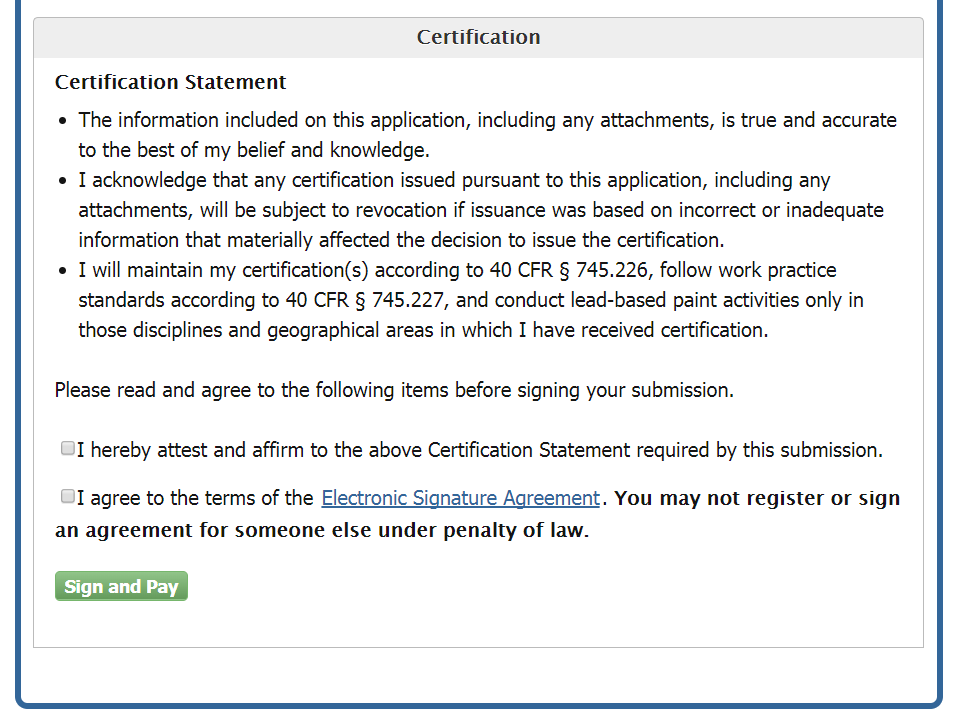 Certification
Certification Statement
• The information included on this application, including any attachments, is true and accurate
to the best of my belief and knowledge.
• I acknowledge that any certification issued pursuant to this application, including any
attachments, will be subject to revocation if issuance was based on incorrect or inadequate
information that materially affected the decision to issue the certification.
• I will maintain my certification(s) according to 40 CFR § 745.226, follow work practice
standards according to 40 CFR § 745.227, and conduct lead-based paint activities only in
those disciplines and geographical areas in which I have received certification.
Please read and agree to the following items before signing your submission.
I hereby attest and affirm to the above Certification Statement required by this submission.
I agree to the terms of the Electronic Signature Agreement. You may not register or sign
an agreement for someone else under penalty of law.
Sign and Pay